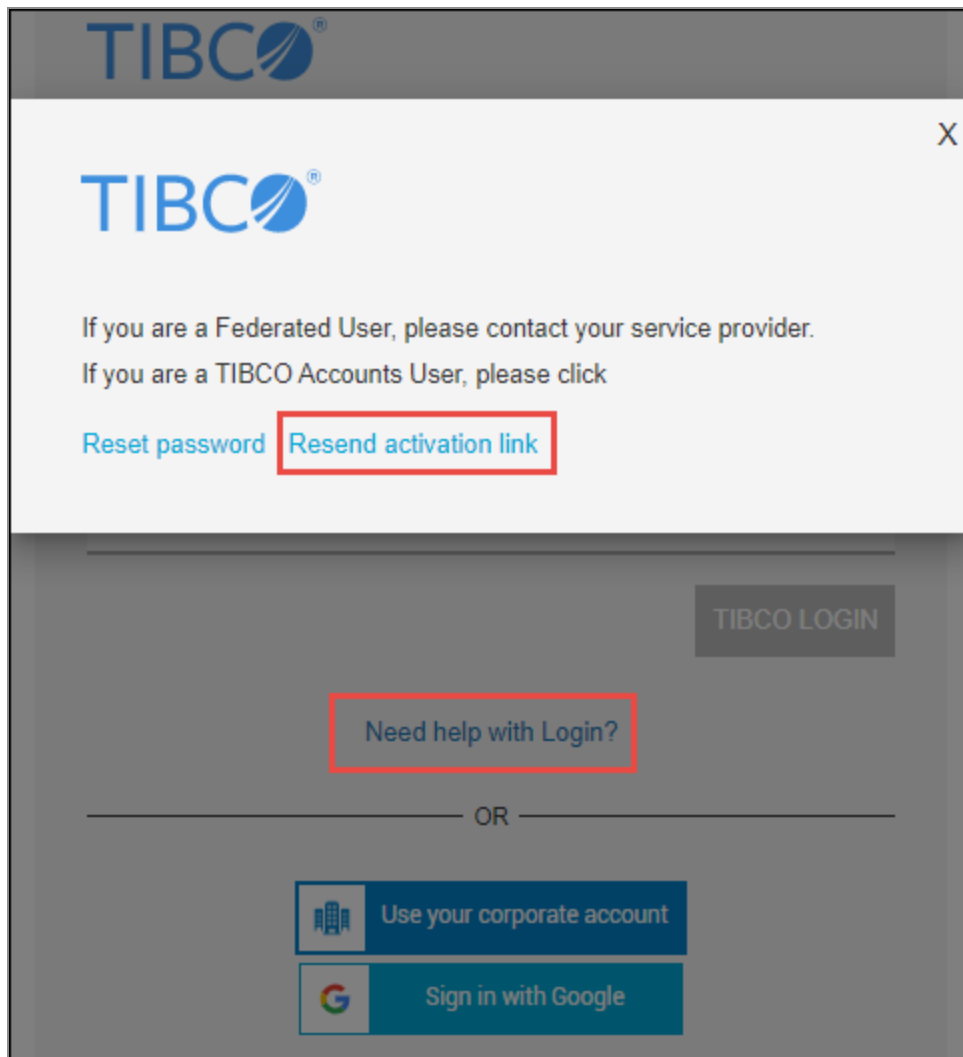 TIBCO®
X
TIBCO®
If you are a Federated User, please contact your service provider.
If you are a TIBCO Accounts User, please click
Reset password Resend activation link
TIBCO LOGIN
Need help with Login?
OR
Use your corporate account
G Sign in with Google